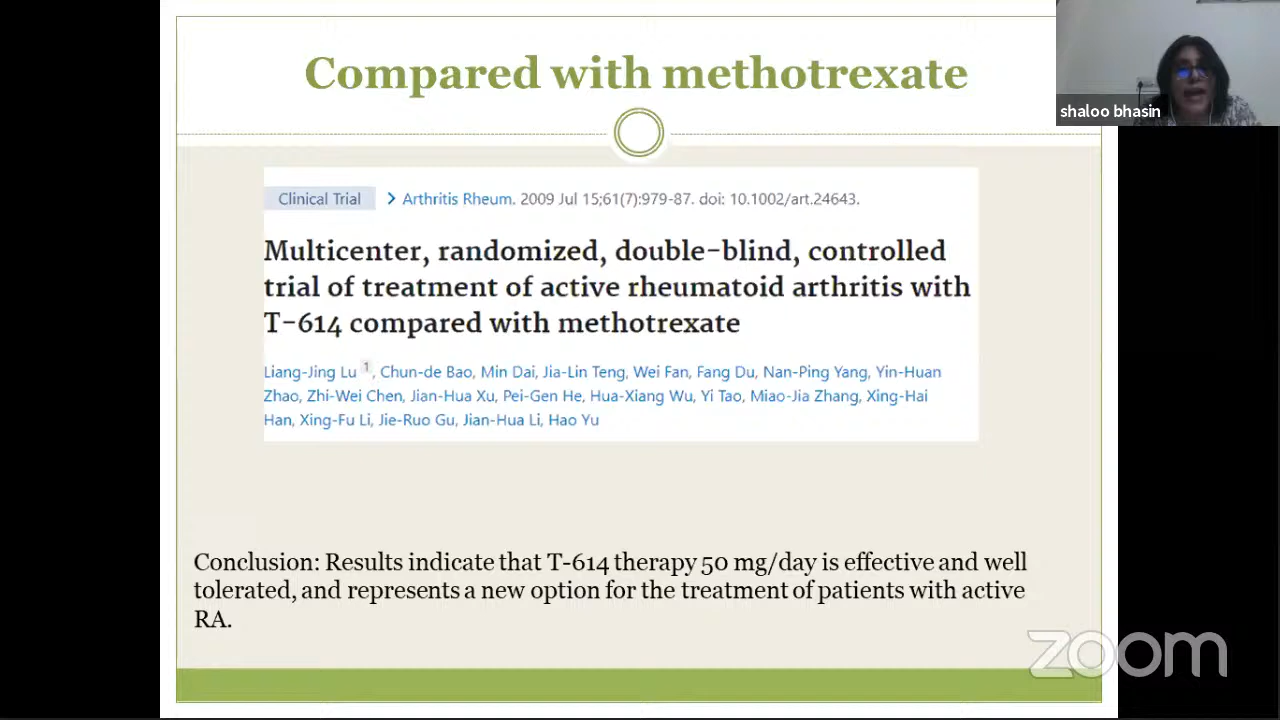 Compared with methotrexate
shaloo bhasin
Clinical Trial > Arthritis Rheum. 2009 Jul 15;61(7):979-87. doi: 10.1002/art.24643.
Multicenter, randomized, double-blind, controlled
trial of treatment of active rheumatoid arthritis with
T-614 compared with methotrexate
Liang-Jing Lu 1, Chun-de Bao, Min Dai, Jia-Lin Teng, Wei Fan, Fang Du, Nan-Ping Yang, Yin-Huan
Zhao, Zhi-Wei Chen, Jian-Hua Xu, Pei-Gen He, Hua-Xiang Wu, Yi Tao, Miao-Jia Zhang, Xing-Hai
Han, Xing-Fu Li, Jie-Ruo Gu, Jian-Hua Li, Hao Yu
Conclusion: Results indicate that T-614 therapy 50 mg/day is effective and well
tolerated, and represents a new option for the treatment of patients with active
RA.
zoom